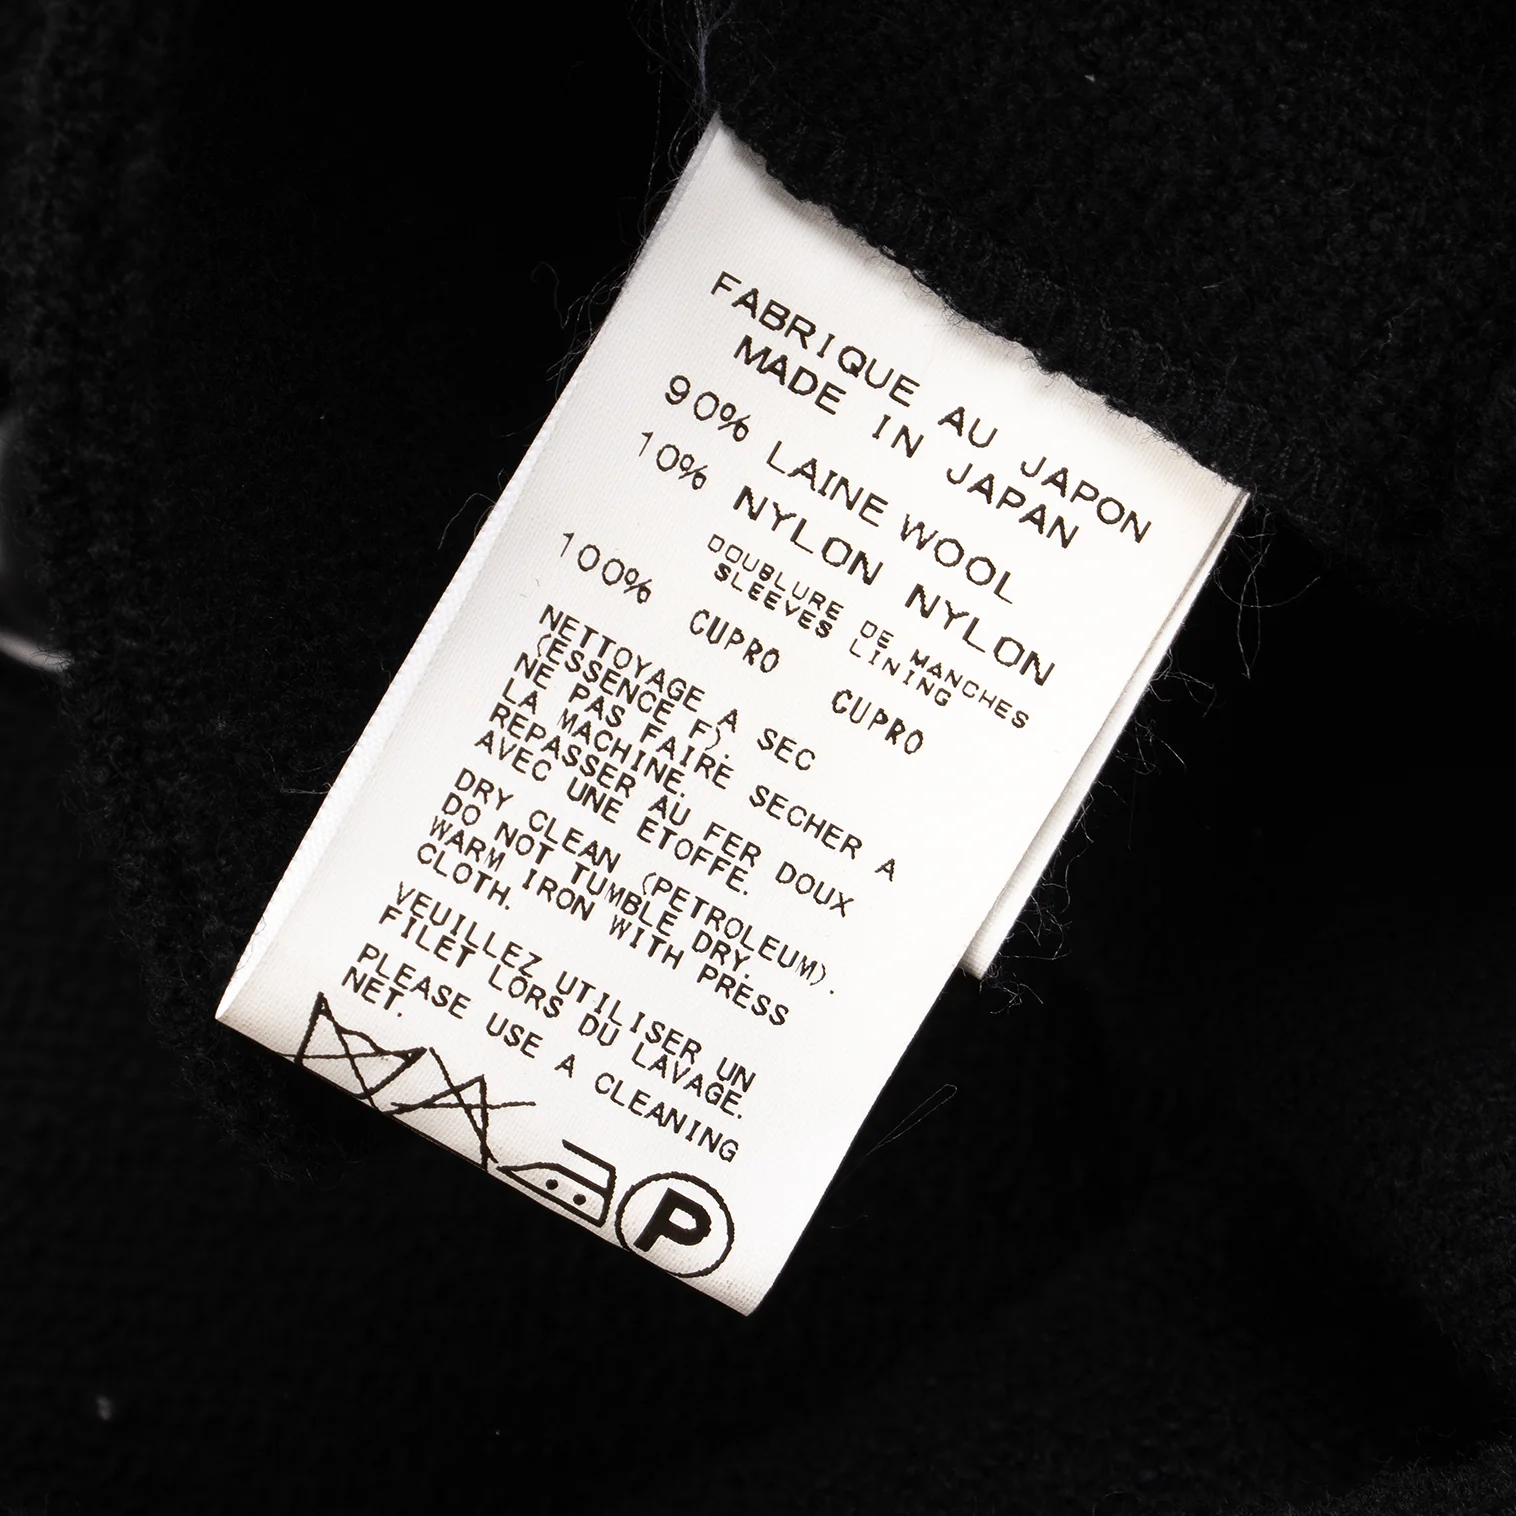 FABRIQUE AU JAPON
MADE IN JAPAN
90% LAINE WOOL
10% NYLON NYLON
DOUBLURE DE MANCHES
SLEEVES LINING
100% CUPRO CUPRO
NETTOYAGE A SEC
(ESSENCE F).
NE PAS FAIRE SECHER A
LA MACHINE.
REPASSER AU FER DOUX
AVEC UNE ETOFFE.
DRY CLEAN (PETROLEUM).
DO NOT TUMBLE DRY.
WARM IRON WITH PRESS
CLOTH.
VEUILLEZ UTILISER UN
FILET LORS DU LAVAGE.
PLEASE USE A CLEANING
NET.
P